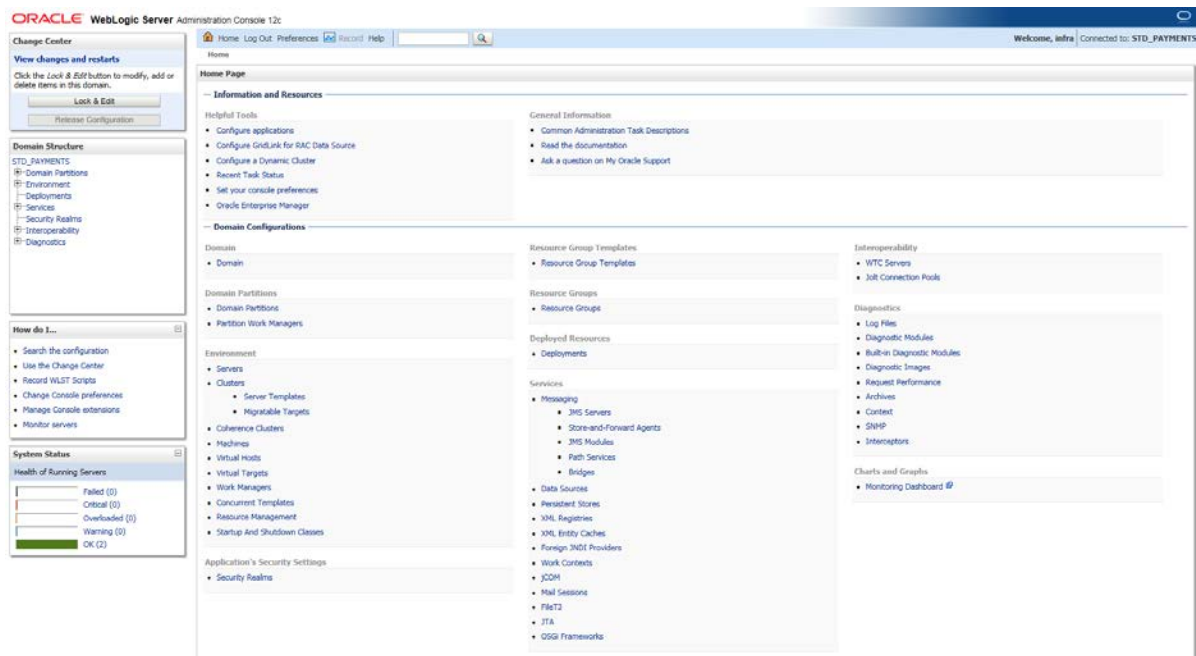 ORACLE WebLogic Server Administration Console 12c
Change Center
View changes and restarts
Click the Lock & Edit button to modify, add or
delete items in this domain.
Lock & Edit
Release Configuration
Domain Structure
STD_PAYMENTS
Domain Partitions
Environment
Deployments
Services
Security Realms
Interoperability
Diagnostics
How do I...
Search the configuration
Use the Change Center
Record WLST Scripts
Change Console preferences
Manage Console extensions
Monitor servers
System Status
Health of Running Servers
Failed (0)
Critical (0)
Overloaded (0)
Warning (0)
OK (2)
Home Log Out Preferences Record Help
Welcome, infra Connected to: STD_PAYMENTS
Home
Home Page
Information and Resources
Helpful Tools
Configure applications
Configure GridLink for RAC Data Source
Configure a Dynamic Cluster
Recent Task Status
Set your console preferences
Oracle Enterprise Manager
General Information
Common Administration Task Descriptions
Read the documentation
Ask a question on My Oracle Support
Domain Configurations
Domain
Domain
Domain Partitions
Domain Partitions
Partition Work Managers
Environment
Servers
Clusters
Server Templates
Migratable Targets
Coherence Clusters
Machines
Virtual Hosts
Virtual Targets
Work Managers
Concurrent Templates
Resource Management
Startup And Shutdown Classes
Application's Security Settings
Security Realms
Resource Group Templates
Resource Group Templates
Resource Groups
Resource Groups
Deployed Resources
Deployments
Services
Messaging
JMS Servers
Store-and-Forward Agents
JMS Modules
Path Services
Bridges
Data Sources
Persistent Stores
XML Registries
XML Entity Caches
Foreign JNDI Providers
Work Contexts
jCOM
Mail Sessions
FileT3
JTA
OSGi Frameworks
Interoperability
WTC Servers
Jolt Connection Pools
Diagnostics
Log Files
Diagnostic Modules
Built-in Diagnostic Modules
Diagnostic Images
Request Performance
Archives
Context
SNMP
Interceptors
Charts and Graphs
Monitoring Dashboard